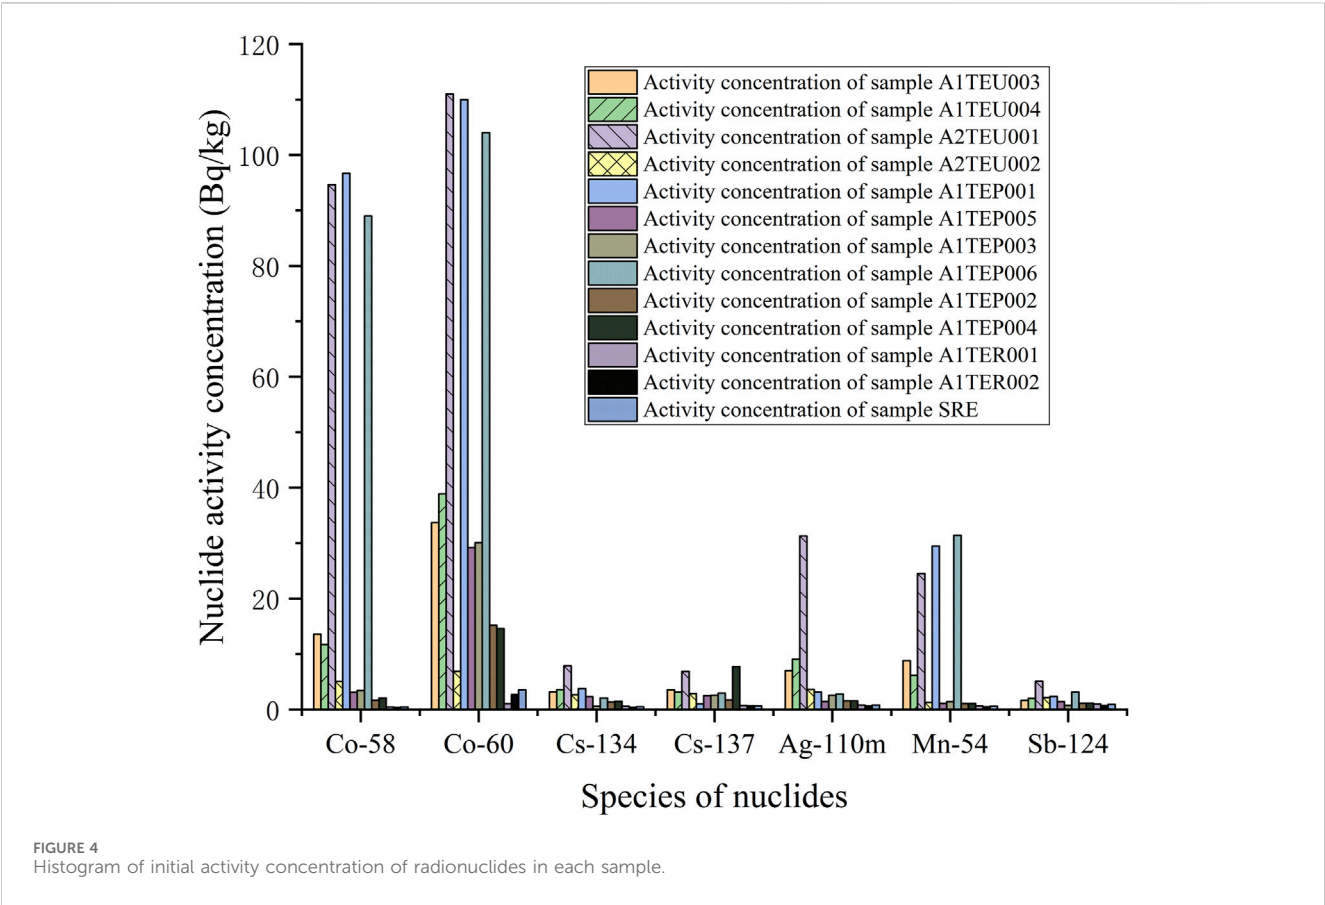 120
100
80
60
40
20
0
Nuclide activity concentration (Bq/kg)
Activity concentration of sample A1TEU003
Activity concentration of sample A1TEU004
Activity concentration of sample A2TEU001
Activity concentration of sample A2TEU002
Activity concentration of sample A1TEP001
Activity concentration of sample A1TEP005
Activity concentration of sample A1TEP003
Activity concentration of sample A1TEP006
Activity concentration of sample A1TEP002
Activity concentration of sample A1TEP004
Activity concentration of sample A1TER001
Activity concentration of sample A1TER002
Activity concentration of sample SRE
Co-58 Co-60 Cs-134 Cs-137 Ag-110m Mn-54 Sb-124
Species of nuclides
FIGURE 4
Histogram of initial activity concentration of radionuclides in each sample.